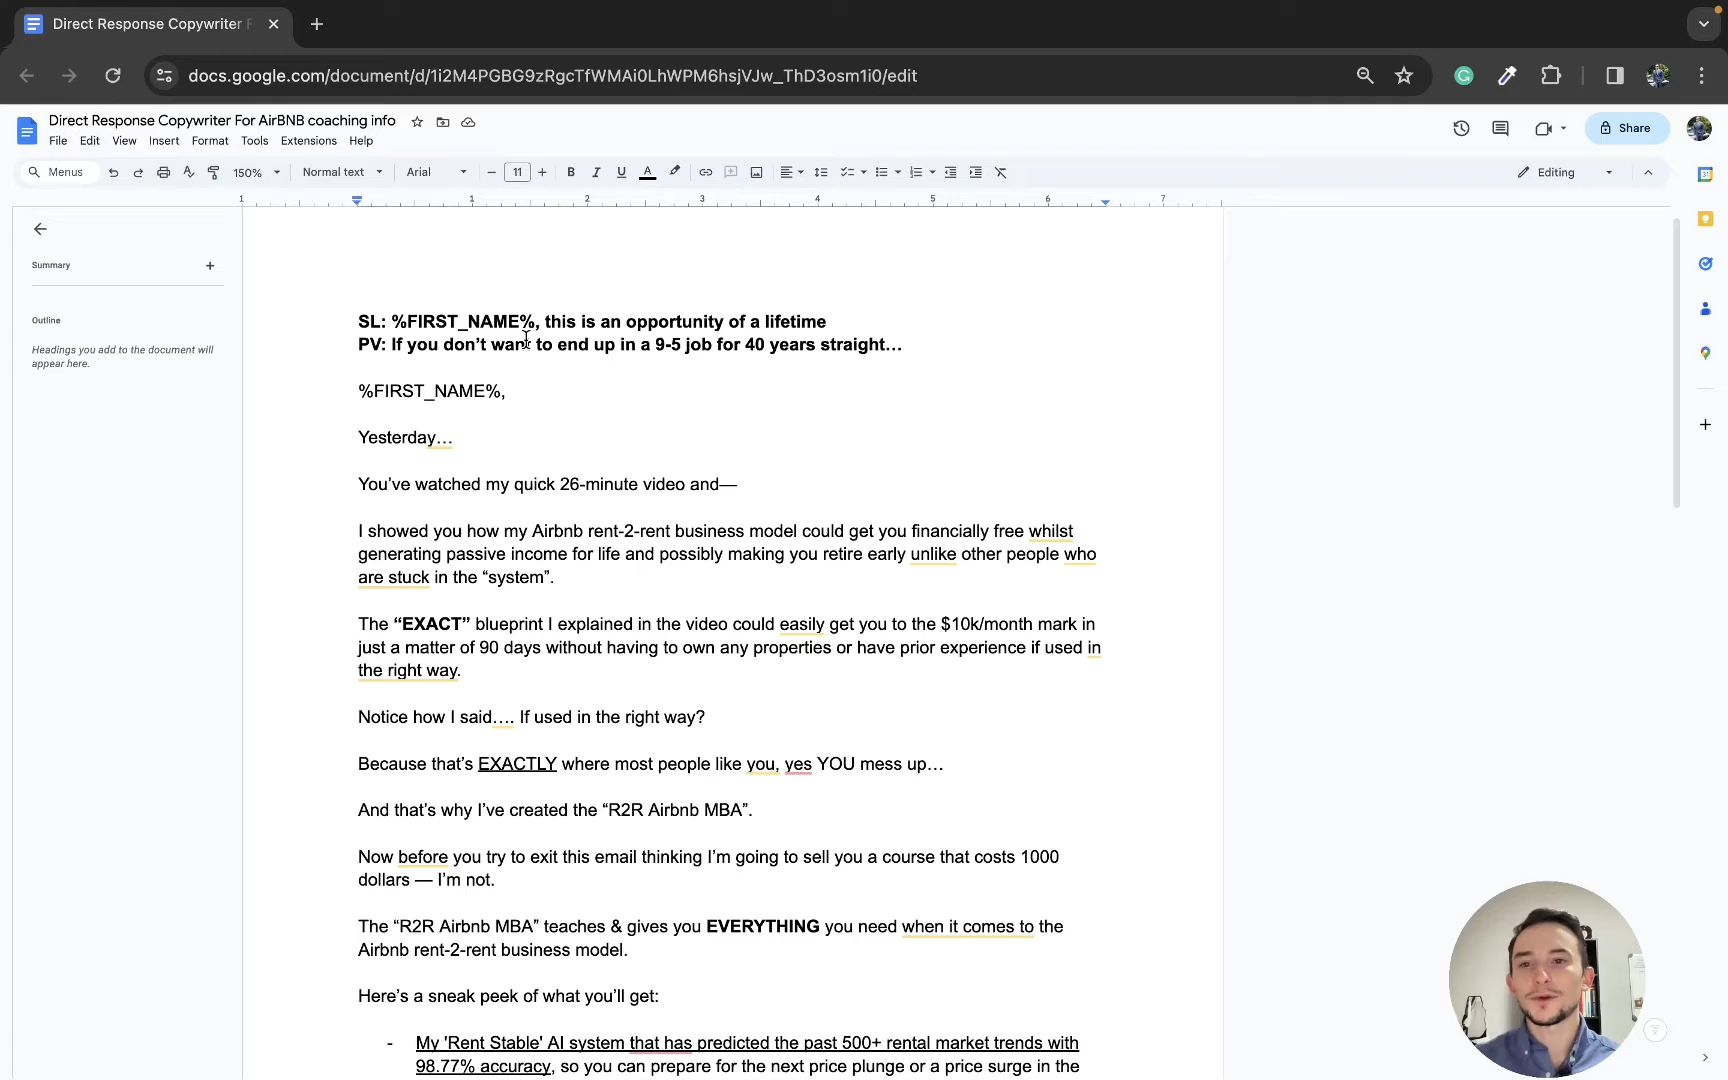 Direct Response Copywriter F
docs.google.com/document/d/1i2M4PGBG9zRgcTfWMAi0LhWPM6hsjVJw_ThD3osm1i0/edit
Direct Response Copywriter For AirBNB coaching info
File Edit View Insert Format Tools Extensions Help
Share
Menus 150% Normal text Arial 11 Editing
1 1 2 3 4 5 6 7
Summary
Outline
Headings you add to the document will
appear here.
SL: %FIRST_NAME%, this is an opportunity of a lifetime
PV: If you don’t want to end up in a 9-5 job for 40 years straight…
%FIRST_NAME%,
Yesterday…
You’ve watched my quick 26-minute video and—
I showed you how my Airbnb rent-2-rent business model could get you financially free whilst
generating passive income for life and possibly making you retire early unlike other people who
are stuck in the “system”.
The “EXACT” blueprint I explained in the video could easily get you to the $10k/month mark in
just a matter of 90 days without having to own any properties or have prior experience if used in
the right way.
Notice how I said…. If used in the right way?
Because that’s EXACTLY where most people like you, yes YOU mess up…
And that’s why I’ve created the “R2R Airbnb MBA”.
Now before you try to exit this email thinking I’m going to sell you a course that costs 1000
dollars — I’m not.
The “R2R Airbnb MBA” teaches & gives you EVERYTHING you need when it comes to the
Airbnb rent-2-rent business model.
Here’s a sneak peek of what you’ll get:
- My 'Rent Stable' AI system that has predicted the past 500+ rental market trends with
98.77% accuracy, so you can prepare for the next price plunge or a price surge in the